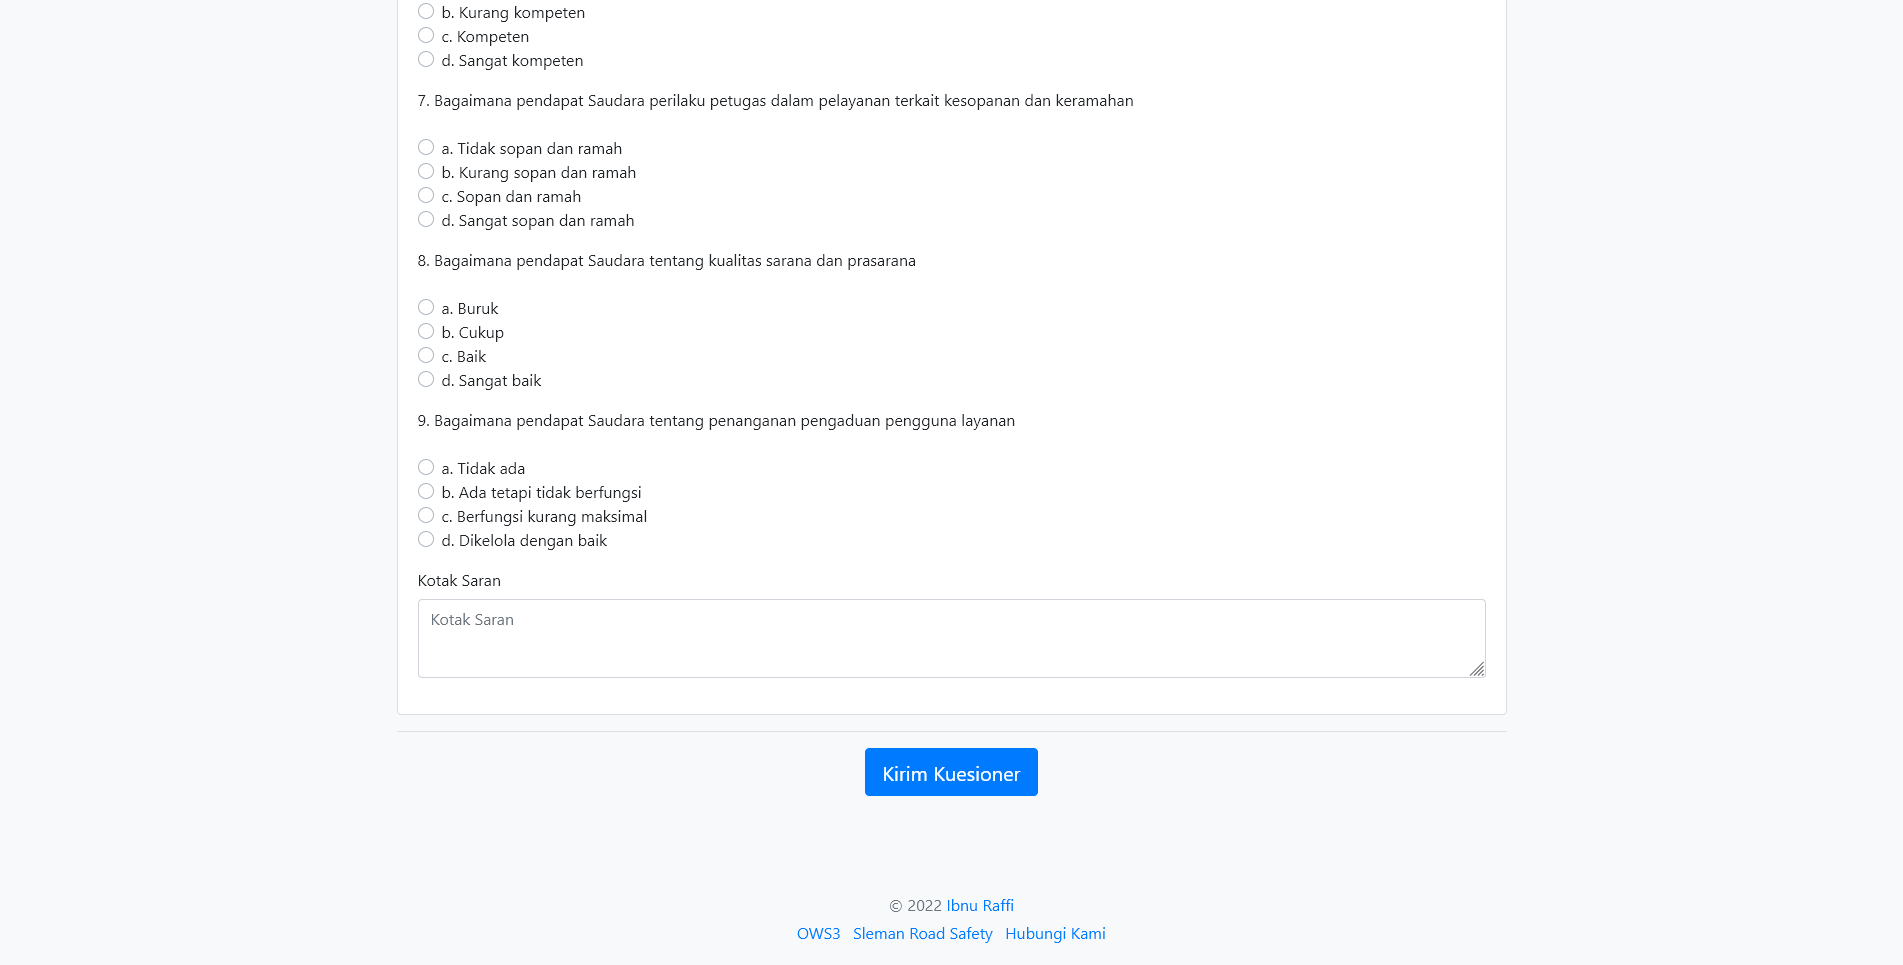 b. Kurang kompeten
c. Kompeten
d. Sangat kompeten
7. Bagaimana pendapat Saudara perilaku petugas dalam pelayanan terkait kesopanan dan keramahan
a. Tidak sopan dan ramah
b. Kurang sopan dan ramah
c. Sopan dan ramah
d. Sangat sopan dan ramah
8. Bagaimana pendapat Saudara tentang kualitas sarana dan prasarana
a. Buruk
b. Cukup
c. Baik
d. Sangat baik
9. Bagaimana pendapat Saudara tentang penanganan pengaduan pengguna layanan
a. Tidak ada
b. Ada tetapi tidak berfungsi
c. Berfungsi kurang maksimal
d. Dikelola dengan baik
Kotak Saran
Kotak Saran
Kirim Kuesioner
© 2022 Ibnu Raffi
OWS3 Sleman Road Safety Hubungi Kami